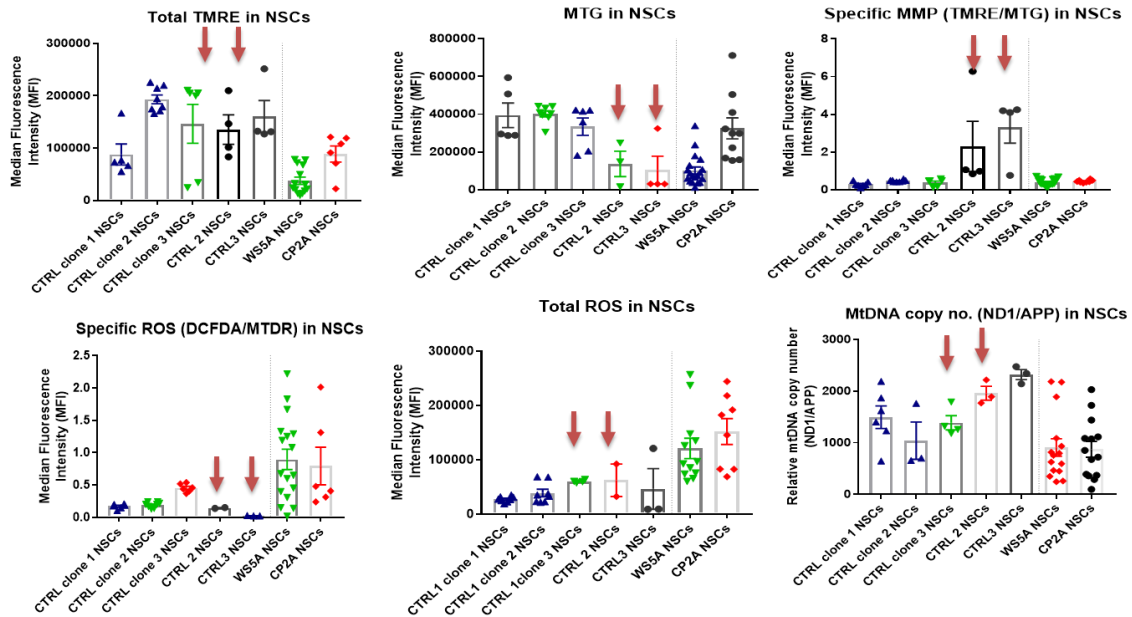 Total TMRE in NSCs
Median Fluorescence
Intensity (MFI)
300000
200000
100000
0
CTRL clone 1 NSCs
CTRL clone 2 NSCs
CTRL clone 3 NSCs
CTRL 2 NSCs
CTRL3 NSCs
WS5A NSCs
CP2A NSCs
MTG in NSCs
Median Fluorescence
Intensity (MFI)
800000
600000
400000
200000
0
CTRL clone 1 NSCs
CTRL clone 2 NSCs
CTRL clone 3 NSCs
CTRL 2 NSCs
CTRL3 NSCs
WS5A NSCs
CP2A NSCs
Specific MMP (TMRE/MTG) in NSCs
Median Fluorescence
Intensity (MFI)
8
6
4
2
0
CTRL clone 1 NSCs
CTRL clone 2 NSCs
CTRL clone 3 NSCs
CTRL 2 NSCs
CTRL3 NSCs
WS5A NSCs
CP2A NSCs
Specific ROS (DCFDA/MTDR) in NSCs
Median Fluorescence
Intensity (MFI)
2.5
2.0
1.5
1.0
0.5
0.0
CTRL clone 1 NSCs
CTRL clone 2 NSCs
CTRL clone 3 NSCs
CTRL 2 NSCs
CTRL3 NSCs
WS5A NSCs
CP2A NSCs
Total ROS in NSCs
Median Fluorescence
Intensity (MFI)
300000
200000
100000
0
CTRL1 clone1 NSCs
CTRL1 clone 2 NSCs
CTRL 1clone 3 NSCs
CTRL 2 NSCs
CTRL3 NSCs
WS5A NSCs
CP2A NSCs
MtDNA copy no. (ND1/APP) in NSCs
Relative mtDNA copy number
(ND1/APP)
3000
2000
1000
0
CTRL clone 1 NSCs
CTRL clone 2 NSCs
CTRL clone 3 NSCs
CTRL 2 NSCs
CTRL3 NSCs
WS5A NSCs
CP2A NSCs